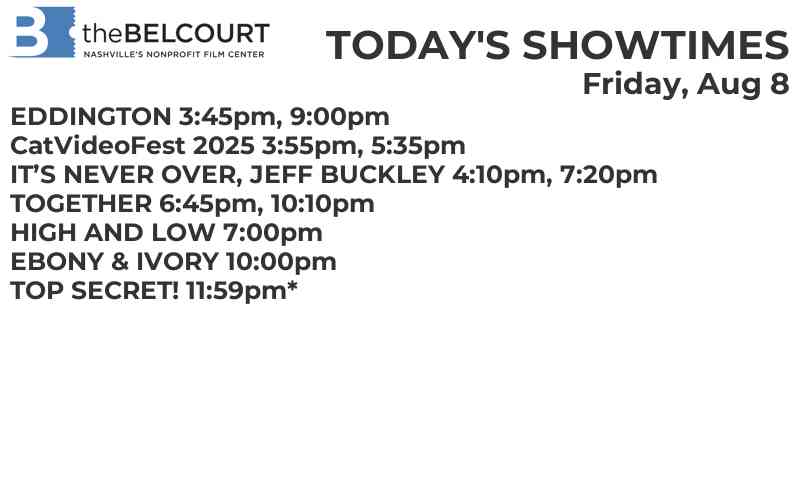 B theBELCOURT
NASHVILLE'S NONPROFIT FILM CENTER
TODAY'S SHOWTIMES
Friday, Aug 8
EDDINGTON 3:45pm, 9:00pm
CatVideoFest 2025 3:55pm, 5:35pm
IT’S NEVER OVER, JEFF BUCKLEY 4:10pm, 7:20pm
TOGETHER 6:45pm, 10:10pm
HIGH AND LOW 7:00pm
EBONY & IVORY 10:00pm
TOP SECRET! 11:59pm*